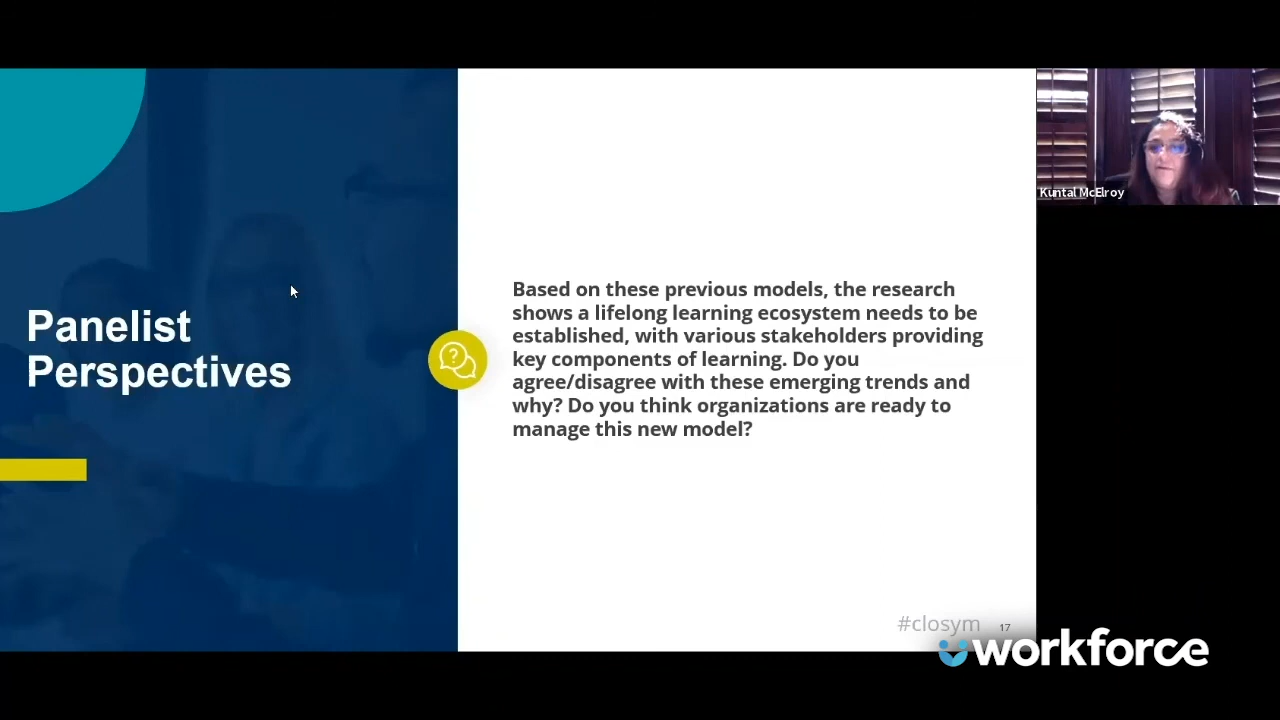 Panelist
Perspectives
Based on these previous models, the research
shows a lifelong learning ecosystem needs to be
established, with various stakeholders providing
key components of learning. Do you
agree/disagree with these emerging trends and
why? Do you think organizations are ready to
manage this new model?
Kuntal McElroy
#closym 17
workforce